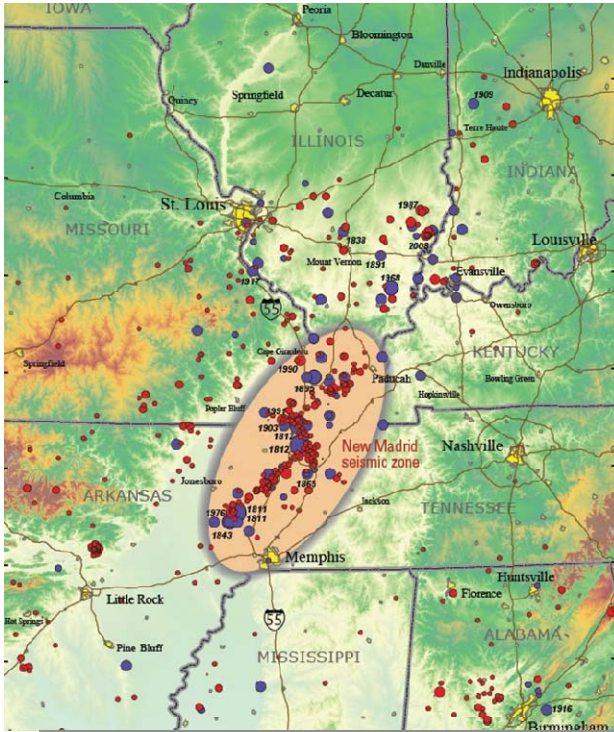 IOWA
Peoria
Bloomington
Danville
Indianapolis
Springfield
Decatur
1909
Quincy
Terre Haute
ILLINOIS
INDIANA
Columbia
St. Louis
1987
MISSOURI
1838
2008
Louisville
Mount Vernon
1891
1917
1968
Evansville
55
Owensboro
Springfield
Cape Girardeau
KENTUCKY
1990
Paducah
Bowling Green
1895
Hopkinsville
Poplar Bluff
1903
Nashville
1812
New Madrid
seismic zone
1865
Jonesboro
ARKANSAS
Jackson
TENNESSEE
1976
1811
1811
1843
Memphis
Huntsville
Little Rock
Florence
55
Hot Springs
ALABAMA
Pine Bluff
MISSISSIPPI
1916
Birmingham